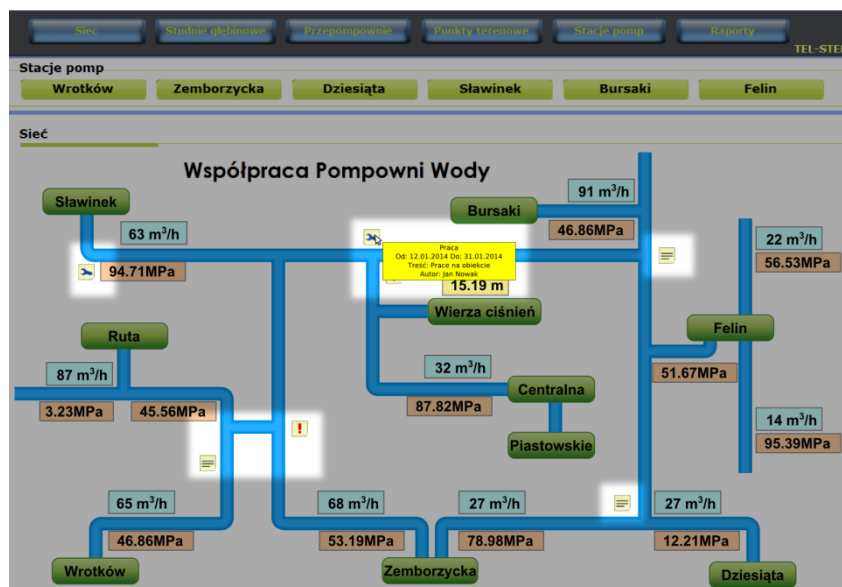 Sieć Studnie głębinowe Przepompownie Punkty terenowe Stacje pomp Raporty
TEL-STE
Stacje pomp
Wrotków Zemborzycka Dziesiąta Sławinek Bursaki Felin
Sieć
Współpraca Pompowni Wody
Sławinek
63 m³/h
94.71MPa
Bursaki
91 m³/h
46.86MPa
22 m³/h
56.53MPa
Praca
Od: 12.01.2014 Do: 31.01.2014
Treść: Prace na obiekcie
Autor: Jan Nowak
15.19 m
Wierza ciśnień
Ruta
Felin
87 m³/h
32 m³/h
51.67MPa
3.23MPa 45.56MPa
87.82MPa
Centralna
14 m³/h
95.39MPa
!
Piastowskie
65 m³/h 68 m³/h 27 m³/h 27 m³/h
46.86MPa 53.19MPa 78.98MPa 12.21MPa
Wrotków Zemborzycka Dziesiąta